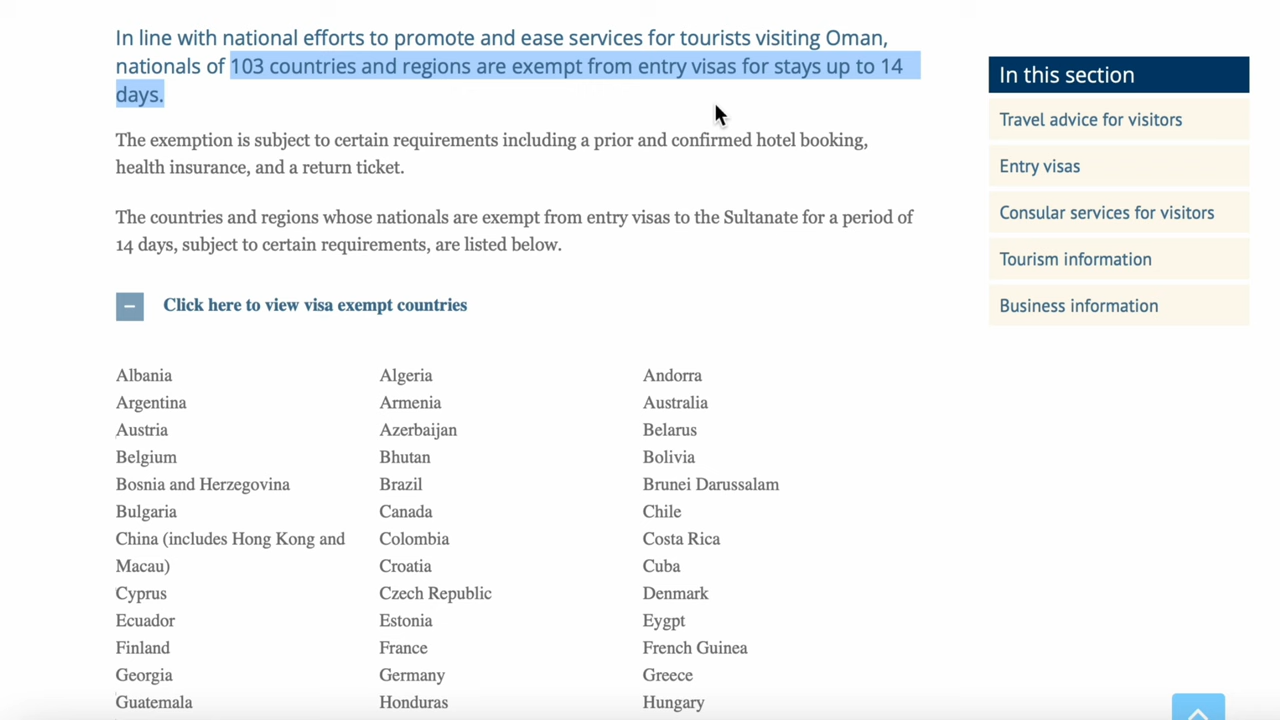 In line with national efforts to promote and ease services for tourists visiting Oman,
nationals of 103 countries and regions are exempt from entry visas for stays up to 14
days.
The exemption is subject to certain requirements including a prior and confirmed hotel booking,
health insurance, and a return ticket.
The countries and regions whose nationals are exempt from entry visas to the Sultanate for a period of
14 days, subject to certain requirements, are listed below.
Click here to view visa exempt countries
Albania
Argentina
Austria
Belgium
Bosnia and Herzegovina
Bulgaria
China (includes Hong Kong and
Macau)
Cyprus
Ecuador
Finland
Georgia
Guatemala
Algeria
Armenia
Azerbaijan
Bhutan
Brazil
Canada
Colombia
Croatia
Czech Republic
Estonia
France
Germany
Honduras
Andorra
Australia
Belarus
Bolivia
Brunei Darussalam
Chile
Costa Rica
Cuba
Denmark
Eygpt
French Guinea
Greece
Hungary
In this section
Travel advice for visitors
Entry visas
Consular services for visitors
Tourism information
Business information